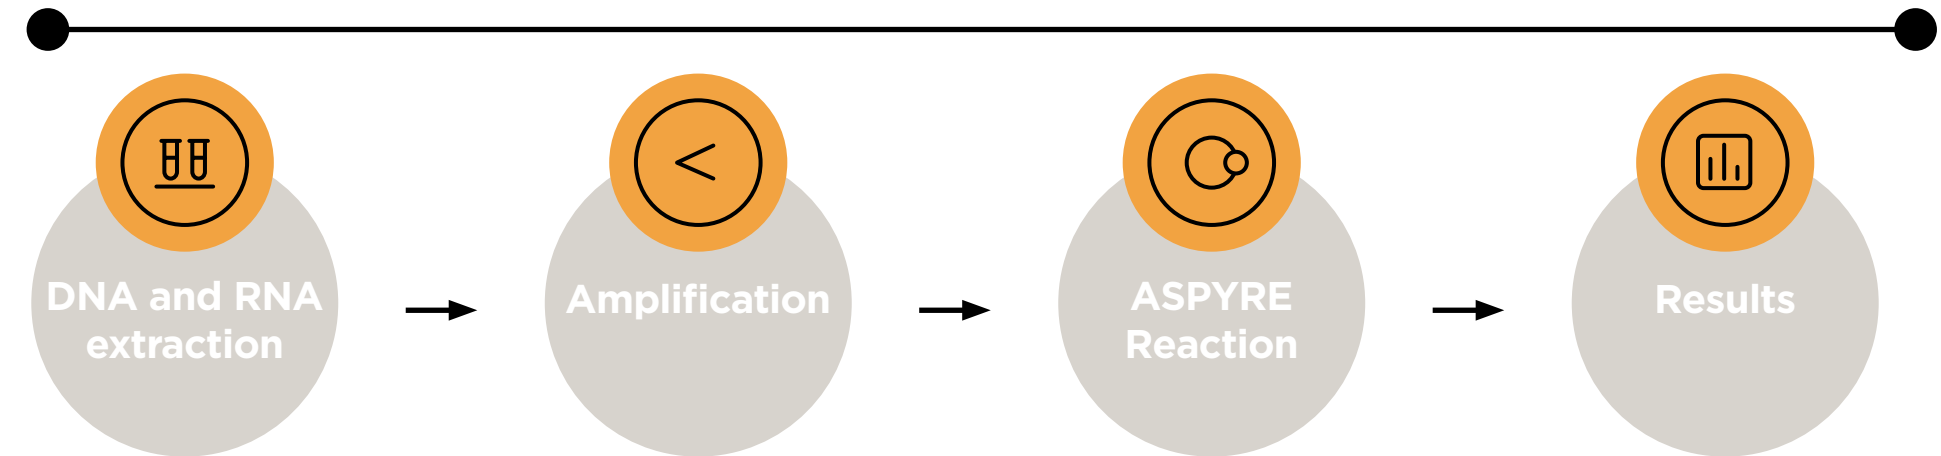 DNA and RNA
extraction
Amplification
ASPYRE
Reaction
Results